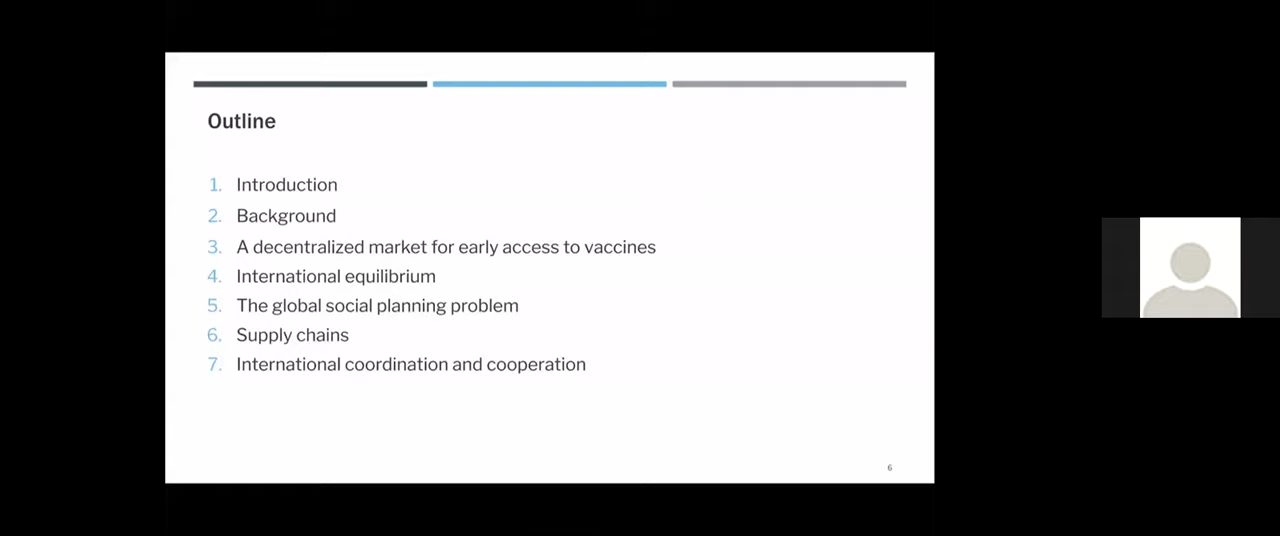 Outline
1. Introduction
2. Background
3. A decentralized market for early access to vaccines
4. International equilibrium
5. The global social planning problem
6. Supply chains
7. International coordination and cooperation
6